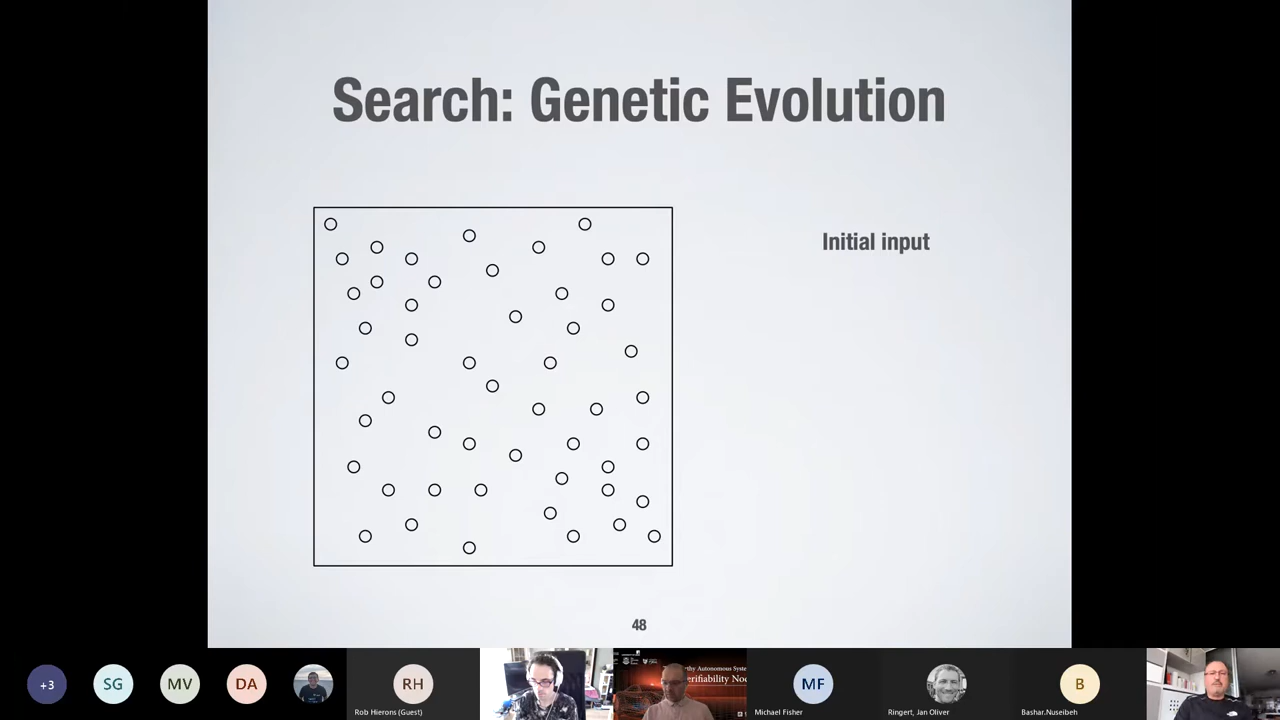 Search: Genetic Evolution
Initial input
48
+3
SG
MV
DA
RH
Rob Hierons (Guest)
MF
Michael Fisher
Ringert, Jan Oliver
B
Bashar.Nuseibeh